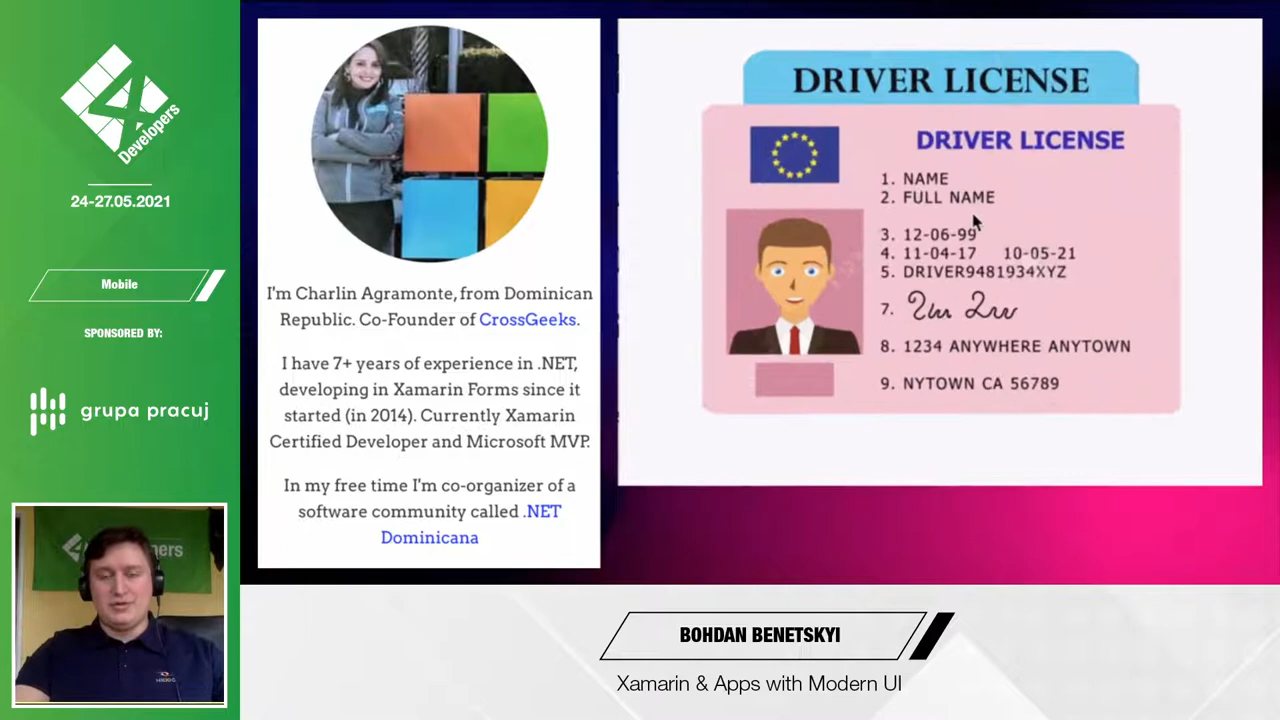 4
Developers
24-27.05.2021
Mobile
SPONSORED BY:
grupa pracuj
I'm Charlin Agramonte, from Dominican
Republic. Co-Founder of CrossGeeks.
I have 7+ years of experience in .NET,
developing in Xamarin Forms since it
started (in 2014). Currently Xamarin
Certified Developer and Microsoft MVP.
In my free time I'm co-organizer of a
software community called .NET
Dominicana
DRIVER LICENSE
DRIVER LICENSE
1. NAME
2. FULL NAME
3. 12-06-99
4. 11-04-17 10-05-21
5. DRIVER9481934XYZ
7.
8. 1234 ANYWHERE ANYTOWN
9. NYTOWN CA 56789
BOHDAN BENETSKYI
Xamarin & Apps with Modern UI